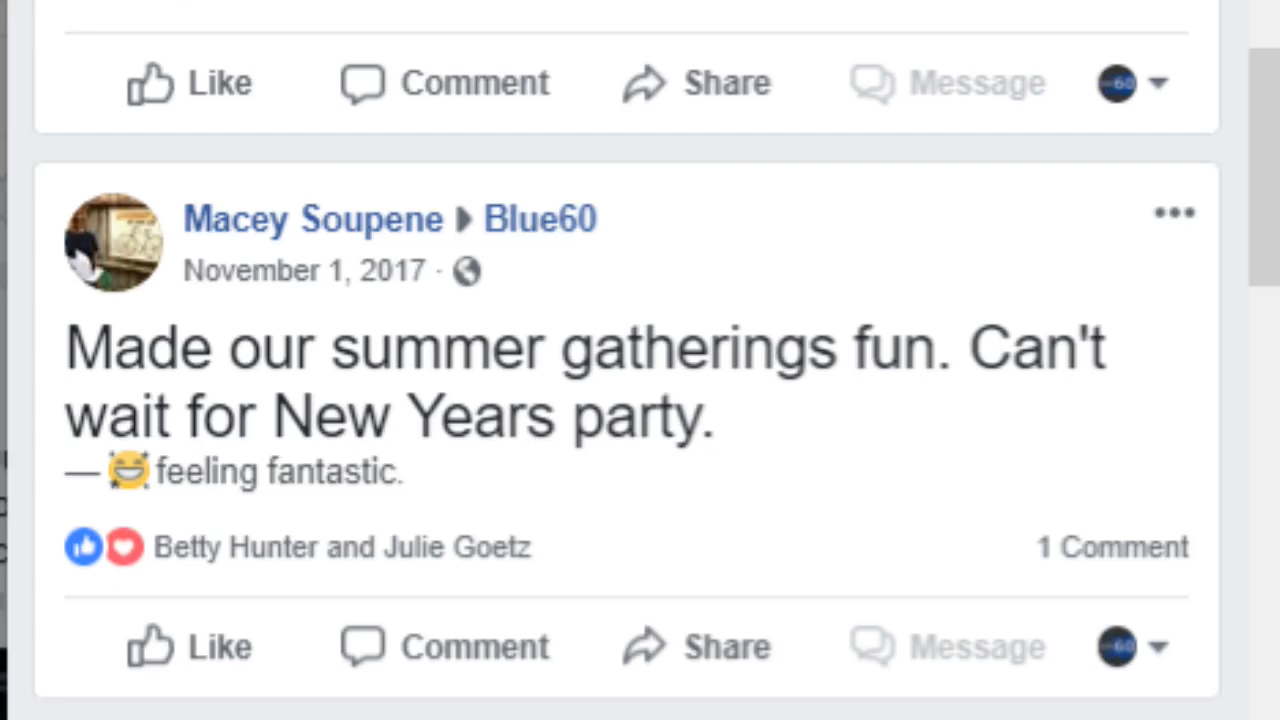 Like Comment Share Message
Macey Soupene Blue60
November 1, 2017 ·
Made our summer gatherings fun. Can't
wait for New Years party.
— feeling fantastic.
Betty Hunter and Julie Goetz 1 Comment
Like Comment Share Message